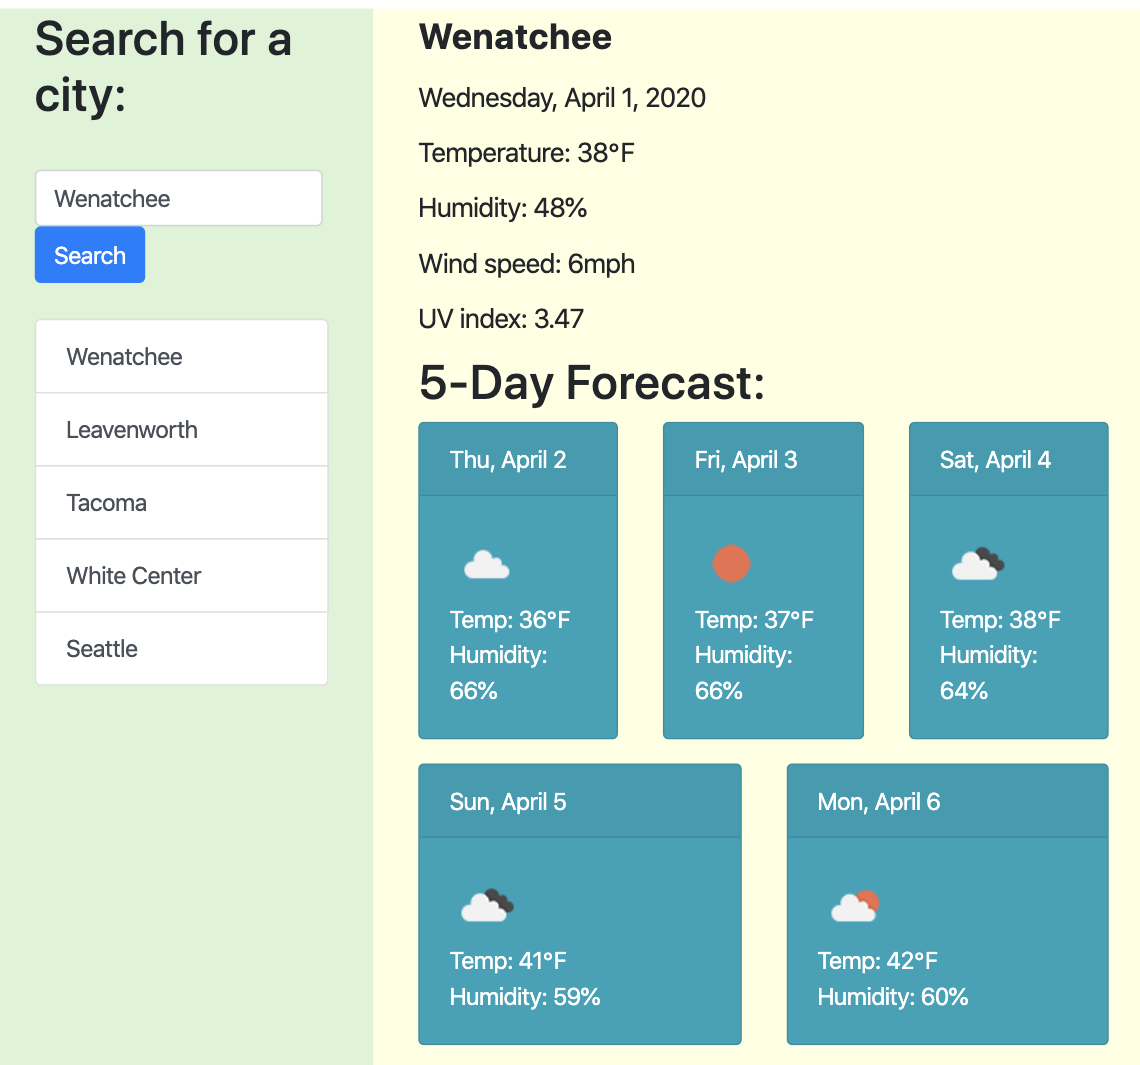 Search for a
city:
Wenatchee
Search
Wenatchee
Leavenworth
Tacoma
White Center
Seattle
Wenatchee
Wednesday, April 1, 2020
Temperature: 38°F
Humidity: 48%
Wind speed: 6mph
UV index: 3.47
5-Day Forecast:
Thu, April 2
Temp: 36°F
Humidity:
66%
Fri, April 3
Temp: 37°F
Humidity:
66%
Sat, April 4
Temp: 38°F
Humidity:
64%
Sun, April 5
Temp: 41°F
Humidity: 59%
Mon, April 6
Temp: 42°F
Humidity: 60%